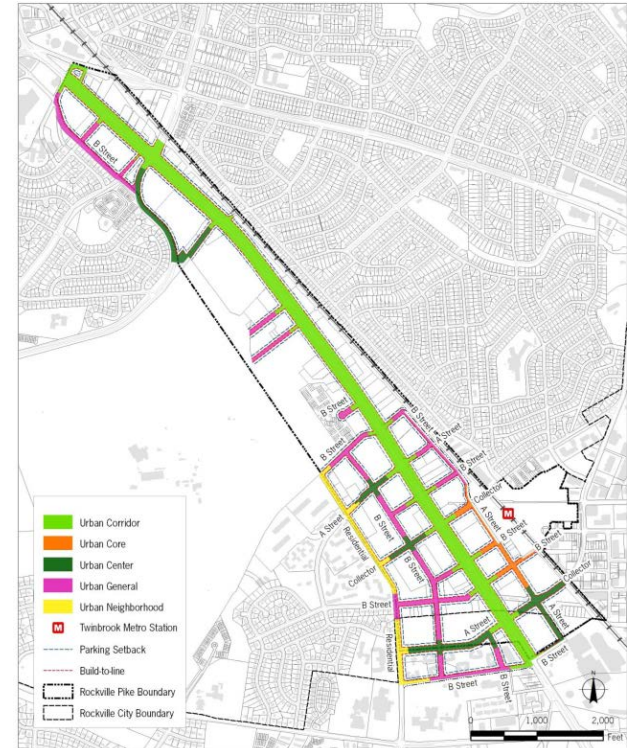 B Street
B Street
A Street
B Street
B Street
B Street
Collector
A Street
B Street
A Street
Residential
B Street
B Street
Collector
Collector
B Street
A Street
A Street
Residential
B Street
B Street
Urban Corridor
Urban Core
Urban Center
Urban General
Urban Neighborhood
M
Twinbrook Metro Station
Parking Setback
Build-to-line
Rockville Pike Boundary
Rockville City Boundary
M
N
0 1,000 2,000
Feet